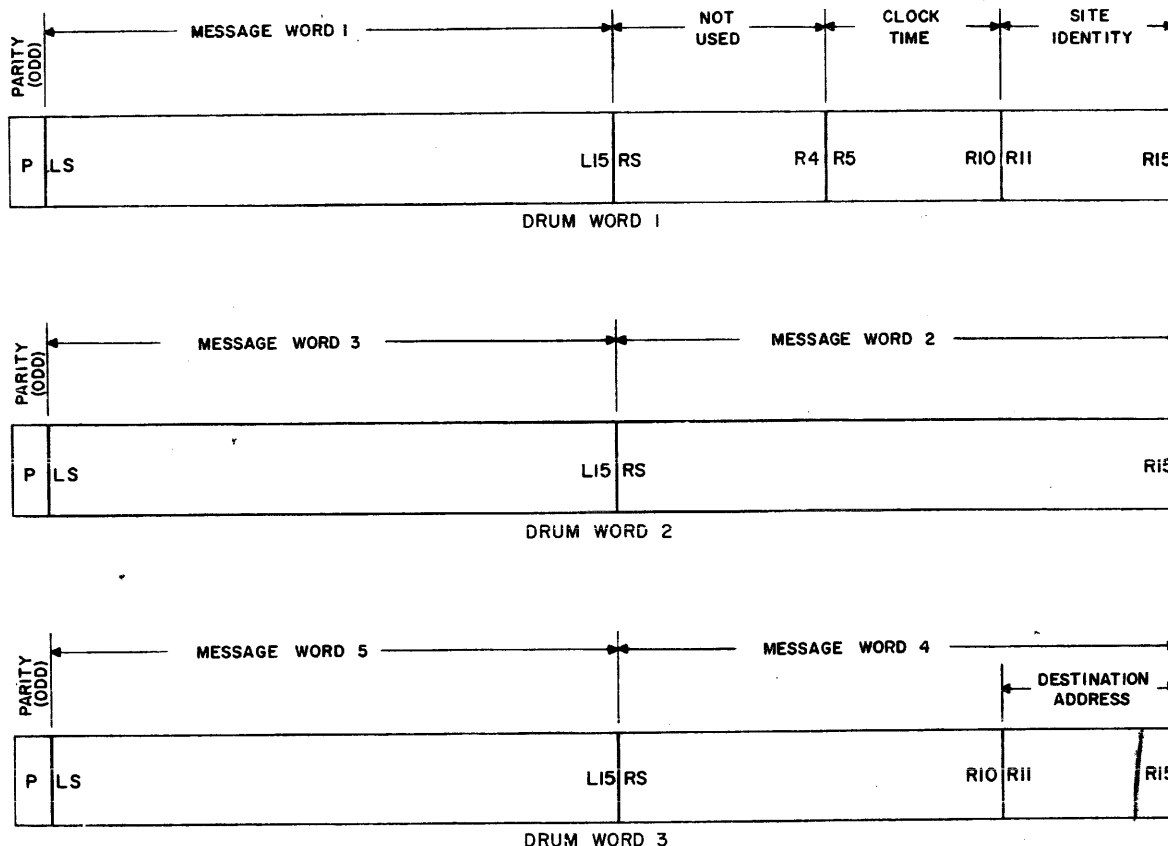 PARITY
(ODD)
MESSAGE WORD 1
NOT
USED
CLOCK
TIME
SITE
IDENTITY
P LS L15 RS R4 R5 R10 R11 R15
DRUM WORD 1
PARITY
(ODD)
MESSAGE WORD 3
MESSAGE WORD 2
P LS L15 RS R15
DRUM WORD 2
PARITY
(ODD)
MESSAGE WORD 5
MESSAGE WORD 4
DESTINATION
ADDRESS
P LS L15 RS R10 R11 R15
DRUM WORD 3